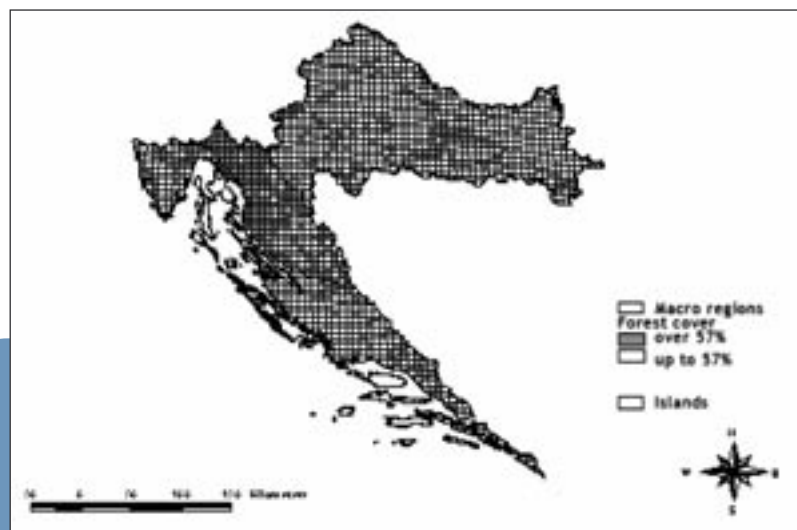 Macro regions
Forest cover
over 57%
up to 57%
Islands
N
W E
S